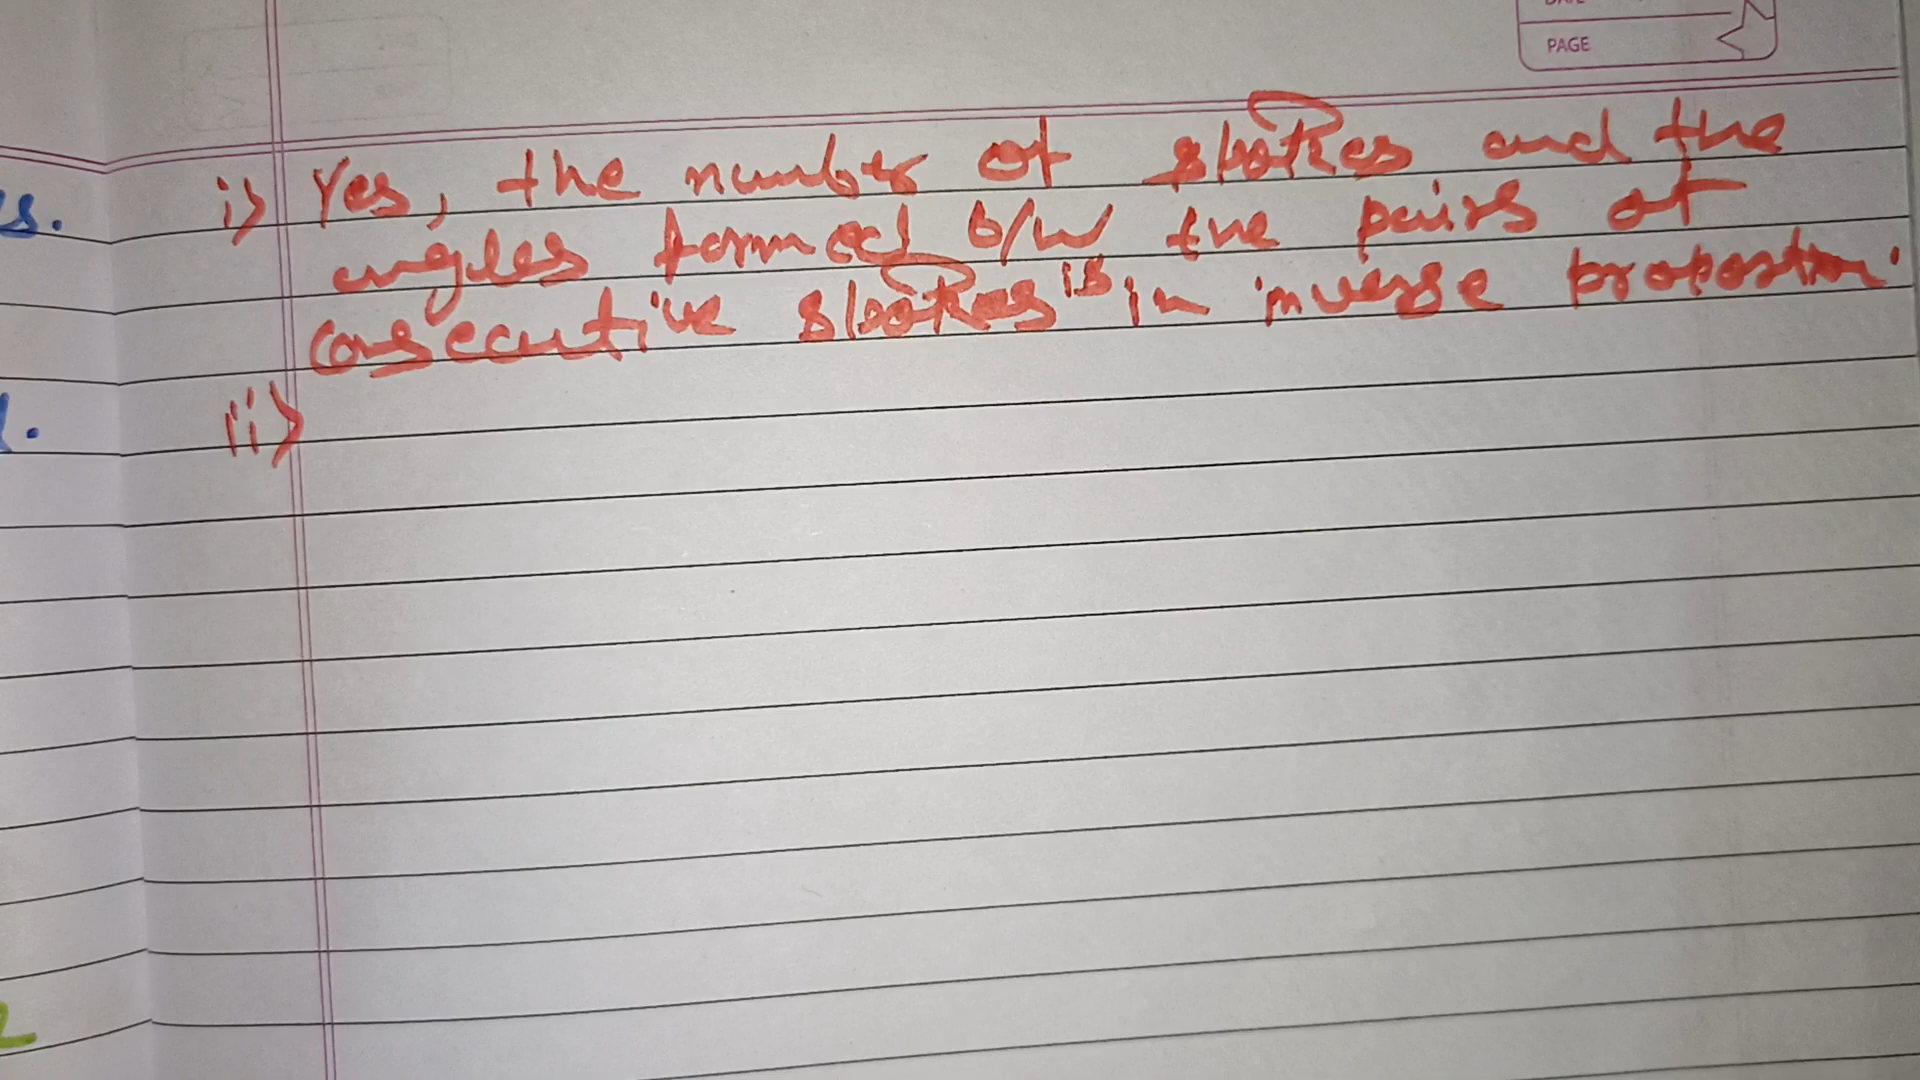 PAGE
s.
i) Yes, the number of spokes and the
angles formed b/w the pairs of
consecutive spokes is in inverse proportion.
ii)